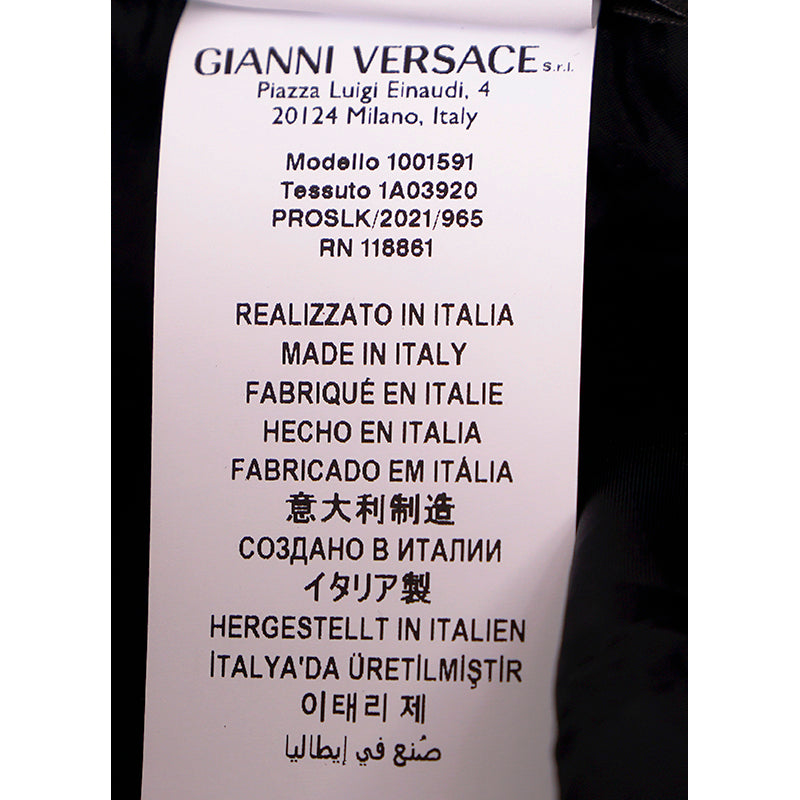 GIANNI VERSACE s.r.l.
Piazza Luigi Einaudi, 4
20124 Milano, Italy
Modello 1001591
Tessuto 1A03920
PROSLK/2021/965
RN 118861
REALIZZATO IN ITALIA
MADE IN ITALY
FABRIQUÉ EN ITALIE
HECHO EN ITALIA
FABRICADO EM ITÁLIA
意大利制造
СОЗДАНО В ИТАЛИИ
イタリア製
HERGESTELLT IN ITALIEN
İTALYA'DA ÜRETİLMİŞTİR
이태리 제
صُنع في إيطاليا